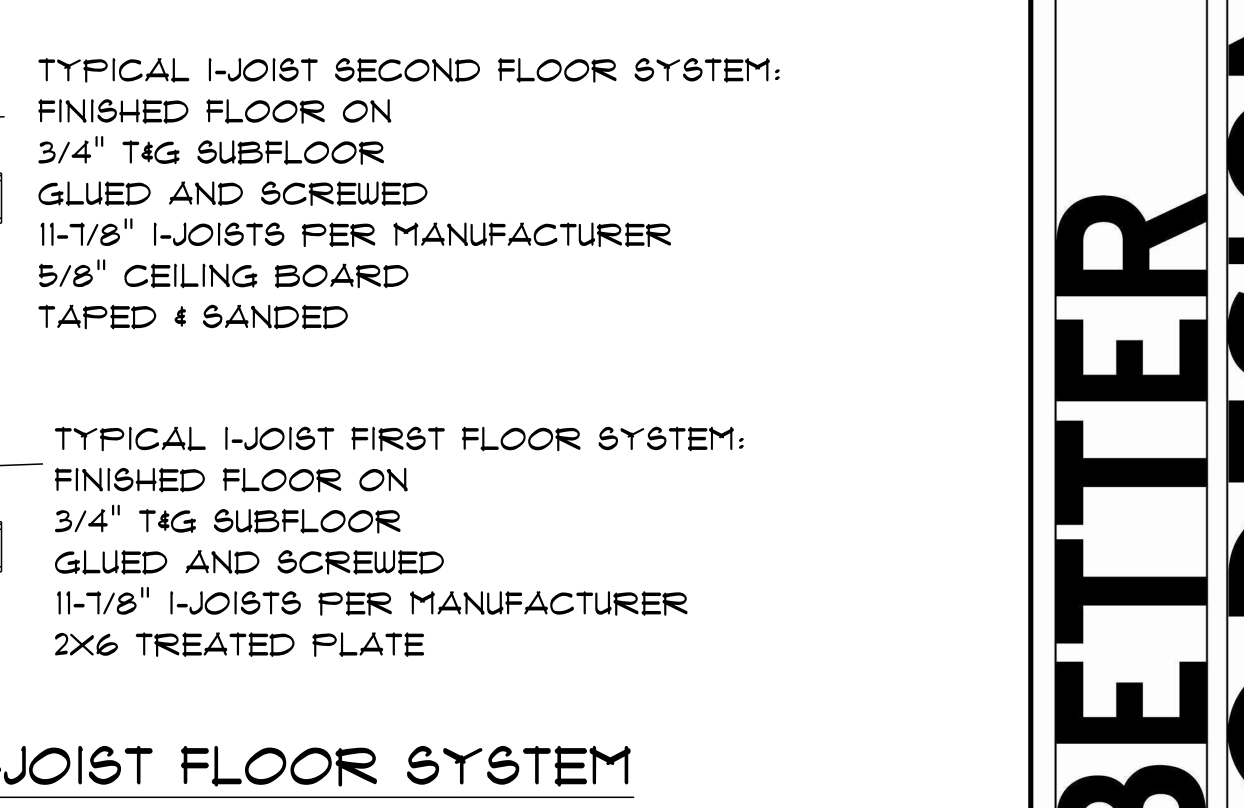 TYPICAL I-JOIST SECOND FLOOR SYSTEM:
FINISHED FLOOR ON
3/4" T&G SUBFLOOR
GLUED AND SCREWED
11-7/8" I-JOISTS PER MANUFACTURER
5/8" CEILING BOARD
TAPED & SANDED
TYPICAL I-JOIST FIRST FLOOR SYSTEM:
FINISHED FLOOR ON
3/4" T&G SUBFLOOR
GLUED AND SCREWED
11-7/8" I-JOISTS PER MANUFACTURER
2X6 TREATED PLATE
-JOIST FLOOR SYSTEM
BETTER